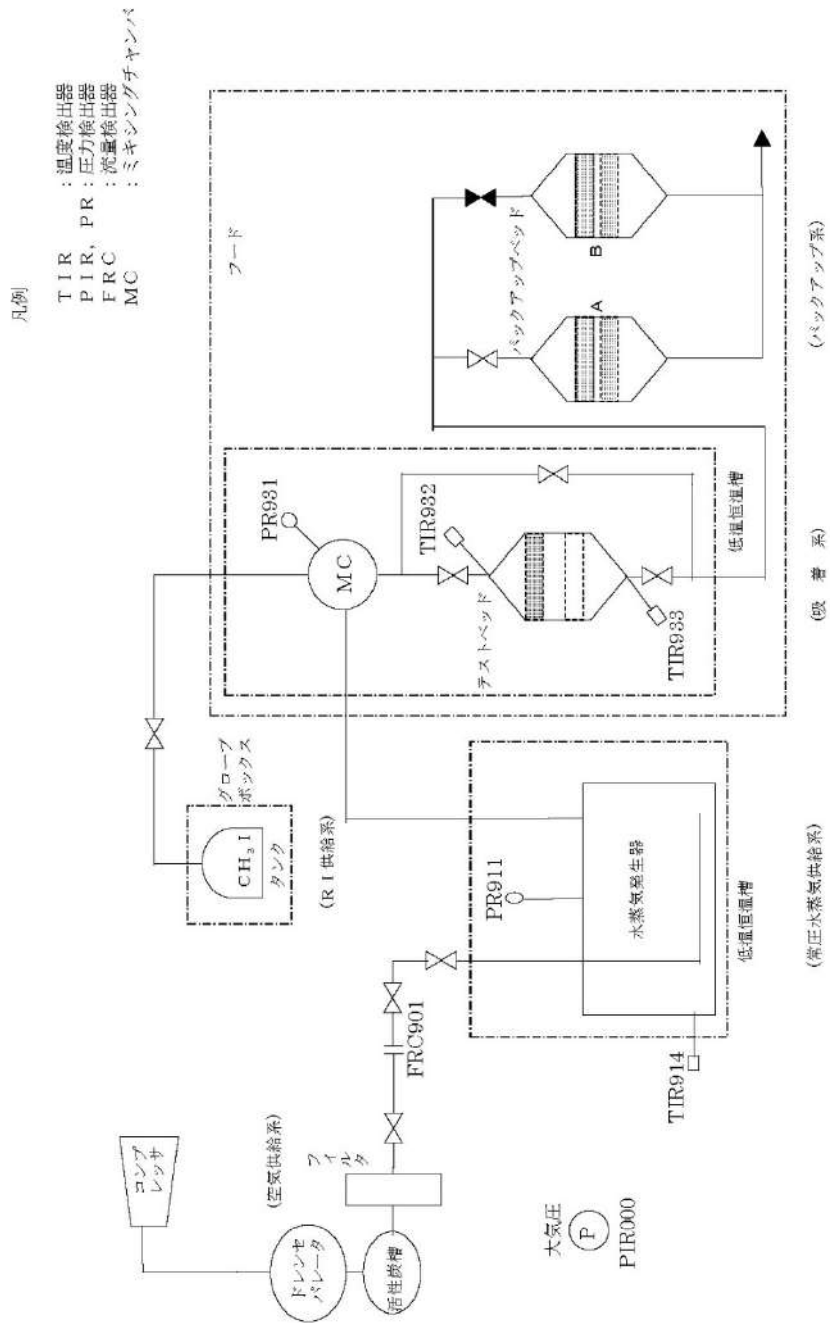 凡例
TIR : 温度検出器
PIR, PR : 圧力検出器
FRC : 流量検出器
MC : ミキシングチャンバ
コンプ
レッサ
ドレンセ
パレータ
活性炭槽
(空気供給系)
フィル
タ
FRC901
大気圧
P
PIR000
CH₃I
タンク
グローブ
ボックス
(RI供給系)
PR911
水蒸気発生器
TIR914
低温恒温槽
(常圧水蒸気供給系)
フード
MC
PR931
TIR932
テストベッド
TIR933
低温恒温槽
(吸着系)
バックアップベッド
A
B
(バックアップ系)